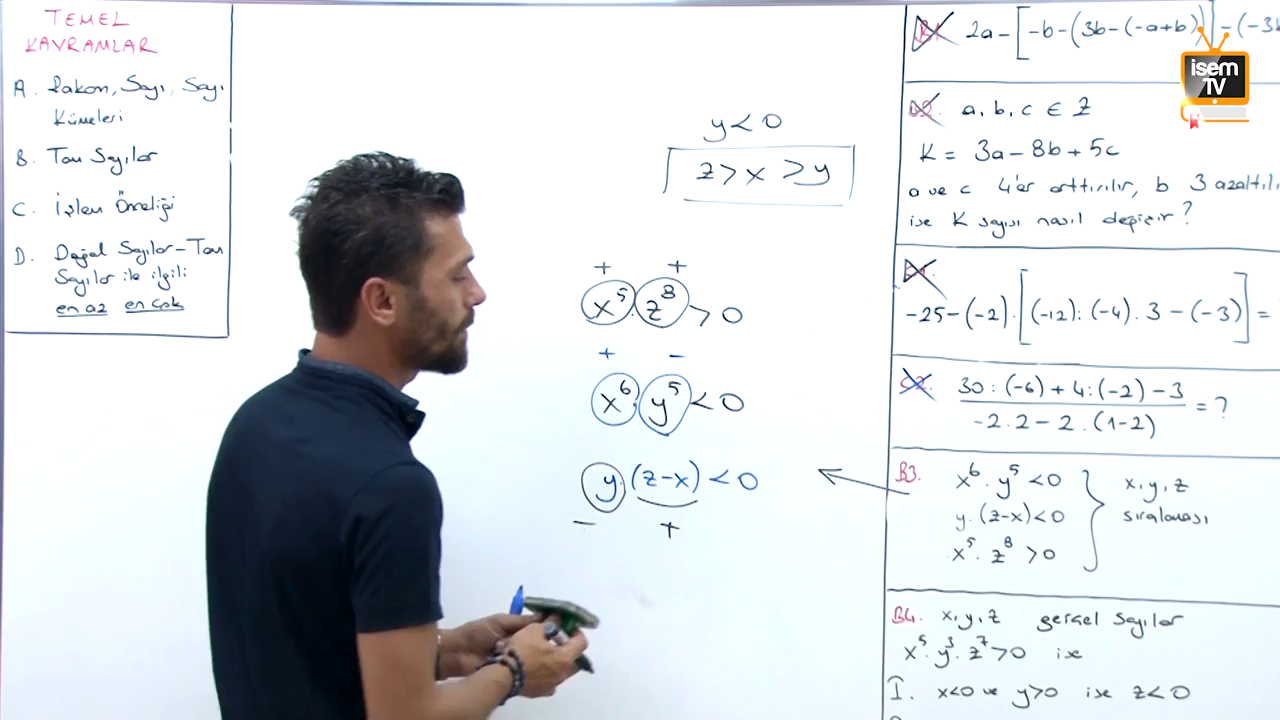 TEMEL
KAVRAMLAR
A. Rakam, Sayı, Sayı
Kümeleri
B. Tam Sayılar
C. İşlem Önceliği
D. Doğal Sayılar - Tam
Sayılar ile ilgili
en az en çok
y < 0
z > x > y
+ +
x⁵ . z⁸ > 0
+ -
x⁶ . y⁵ < 0
y . (z-x) < 0
- +
2a - [-b - (3b - (-a+b))] - (-3b
isem
TV
a, b, c ∈ Z
K = 3a - 8b + 5c
a ve c 4'er arttırılır, b 3 azaltılı
ise K sayısı nasıl değişir?
-25 - (-2) . [(-12) : (-4) . 3 - (-3)] =
C2. 30 : (-6) + 4 : (-2) - 3
-2 . 2 - 2 . (1-2)
= ?
B3. x⁶ . y⁵ < 0
y . (z-x) < 0
x⁵ . z⁸ > 0
x, y, z
sıralaması
B4. x, y, z gerçel sayılar
x⁵ . y³ . z⁷ > 0 ise
I. x<0 ve y>0 ise z<0